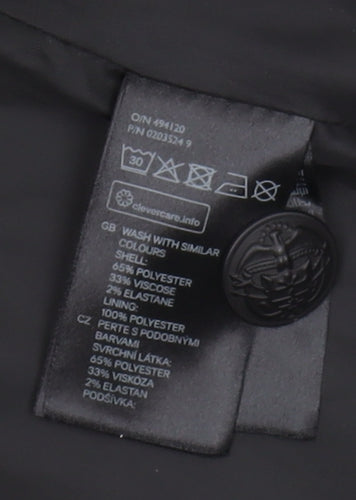 O/N 494120
P/N 0203524 9
30
clevercare.info
GB WASH WITH SIMILAR
COLOURS
SHELL:
65% POLYESTER
33% VISCOSE
2% ELASTANE
LINING:
100% POLYESTER
CZ PERTE S PODOBNÝMI
BARVAMI
SVRCHNÍ LÁTKA:
65% POLYESTER
33% VISKÓZA
2% ELASTAN
PODŠÍVKA: